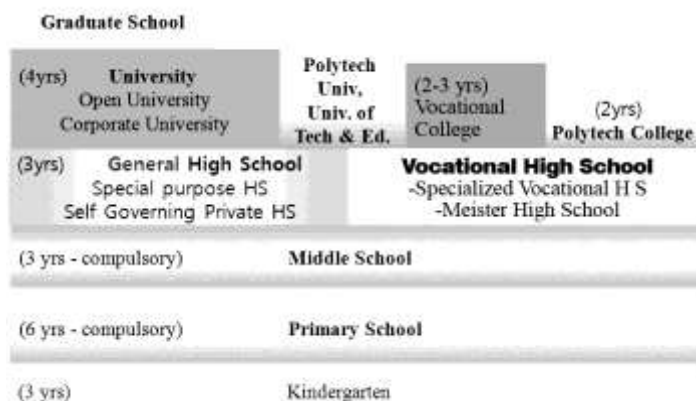 Graduate School
(4yrs) University
Open University
Corporate University
Polytech
Univ,
Univ. of
Tech & Ed.
(2-3 yrs)
Vocational
College
(2yrs)
Polytech College
(3yrs) General High School
Special purpose HS
Self Governing Private HS
Vocational High School
-Specialized Vocational H S
-Meister High School
(3 yrs - compulsory) Middle School
(6 yrs - compulsory) Primary School
(3 yrs) Kindergarten